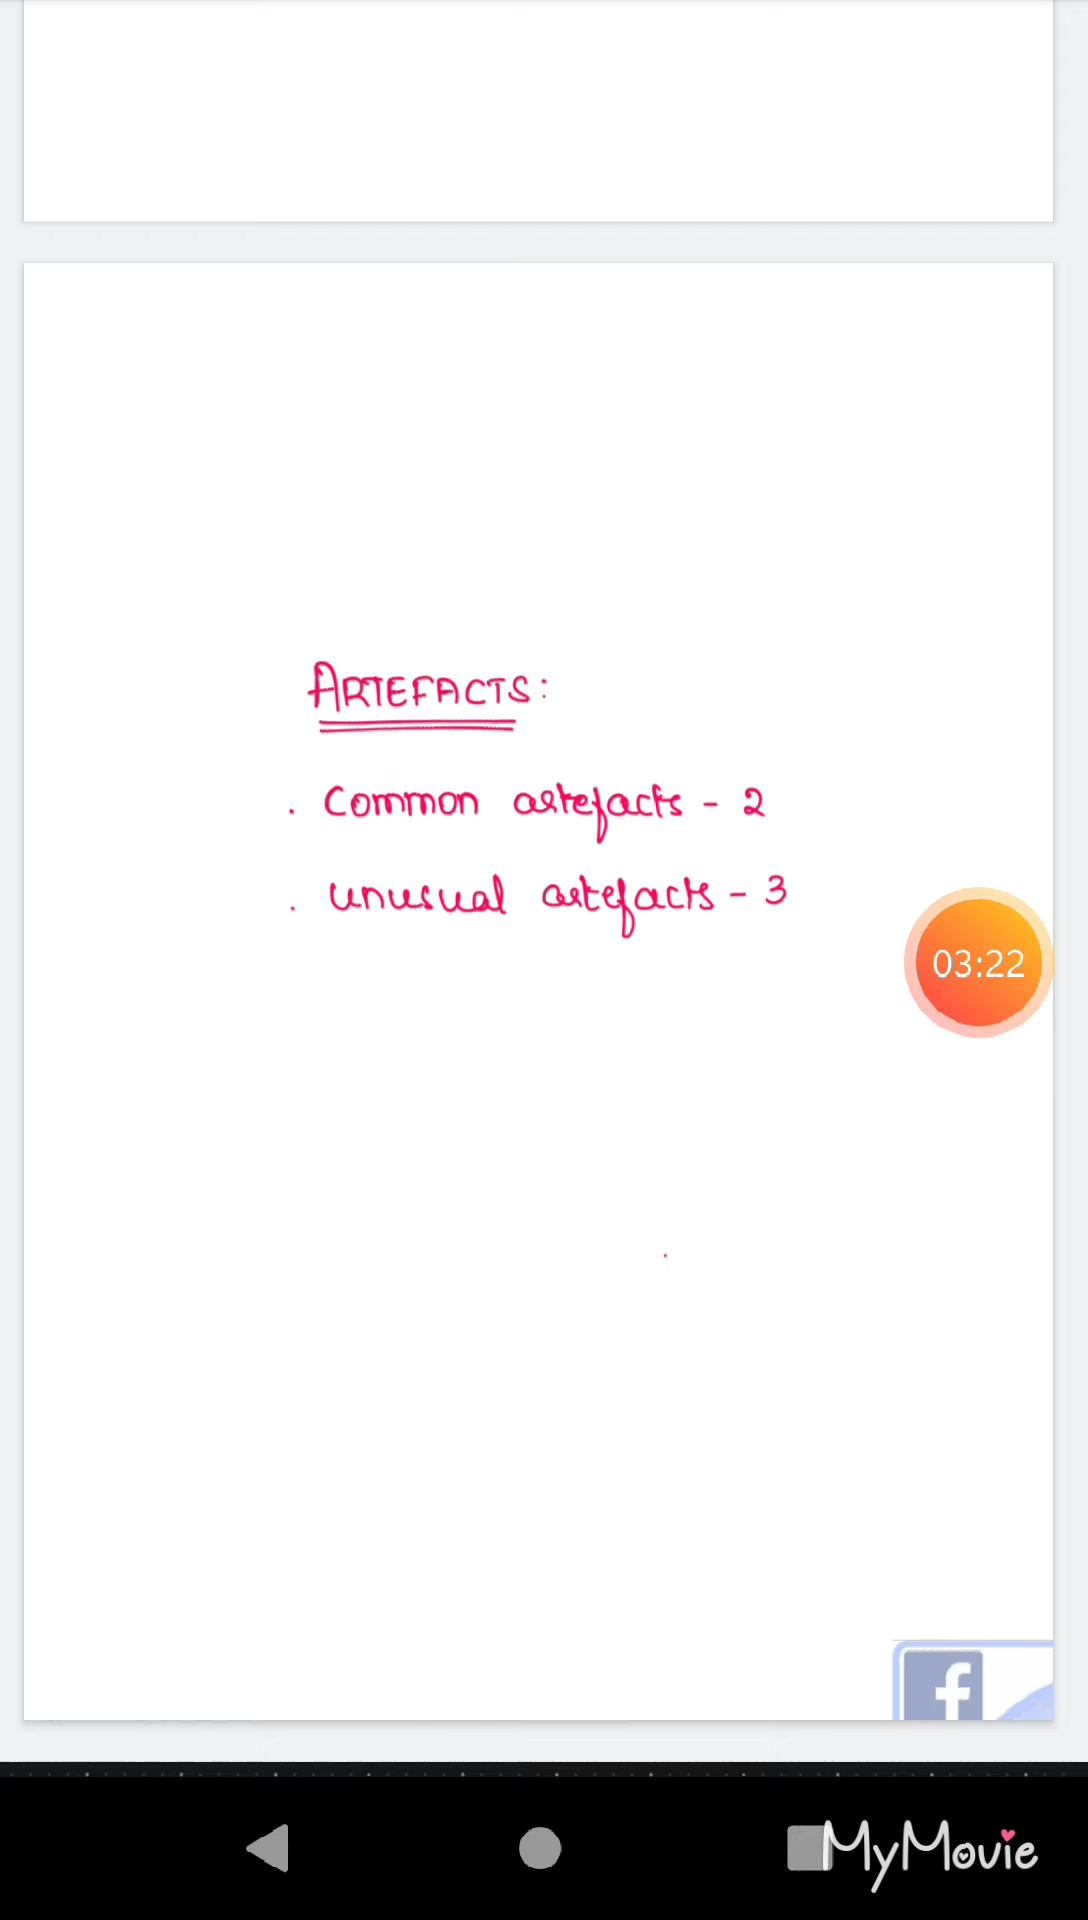 ARTEFACTS:
. Common artefacts - 2
. unusual artefacts - 3
03:22
f
MyMovie